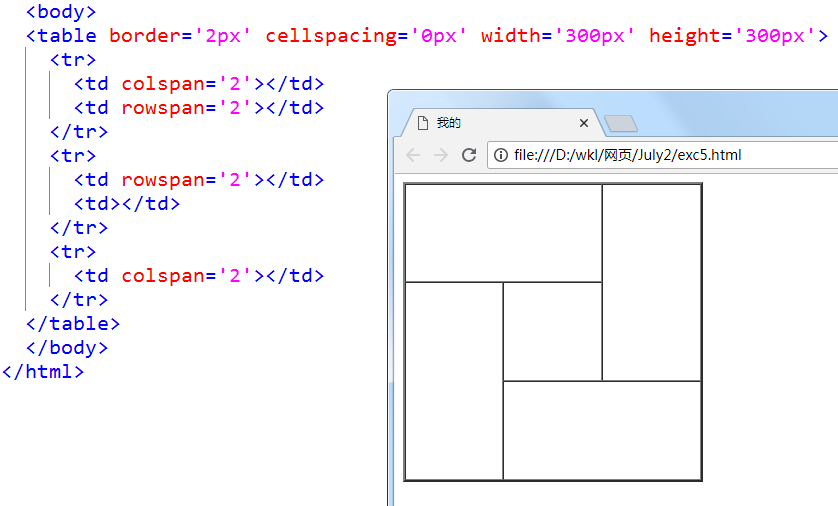 <body>
<table border='2px' cellspacing='0px' width='300px' height='300px'>
<tr>
<td colspan='2'></td>
<td rowspan='2'></td>
</tr>
<tr>
<td rowspan='2'></td>
<td></td>
</tr>
<tr>
<td colspan='2'></td>
</tr>
</table>
</body>
</html>
我的
file:///D:/wkl/网页/July2/exc5.html